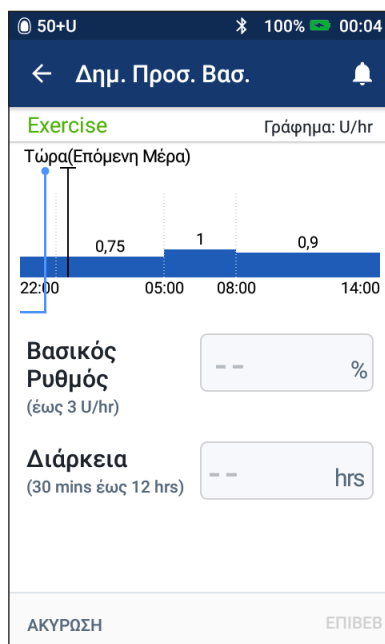 50+U 100% 00:04
Δημ. Προσ. Βασ.
Exercise Γράφημα: U/hr
Τώρα(Επόμενη Μέρα)
0,75 1 0,9
22:00 05:00 08:00 14:00
Βασικός -- %
Ρυθμός
(έως 3 U/hr)
Διάρκεια -- hrs
(30 mins έως 12 hrs)
ΑΚΥΡΩΣΗ ΕΠΙΒΕΒ